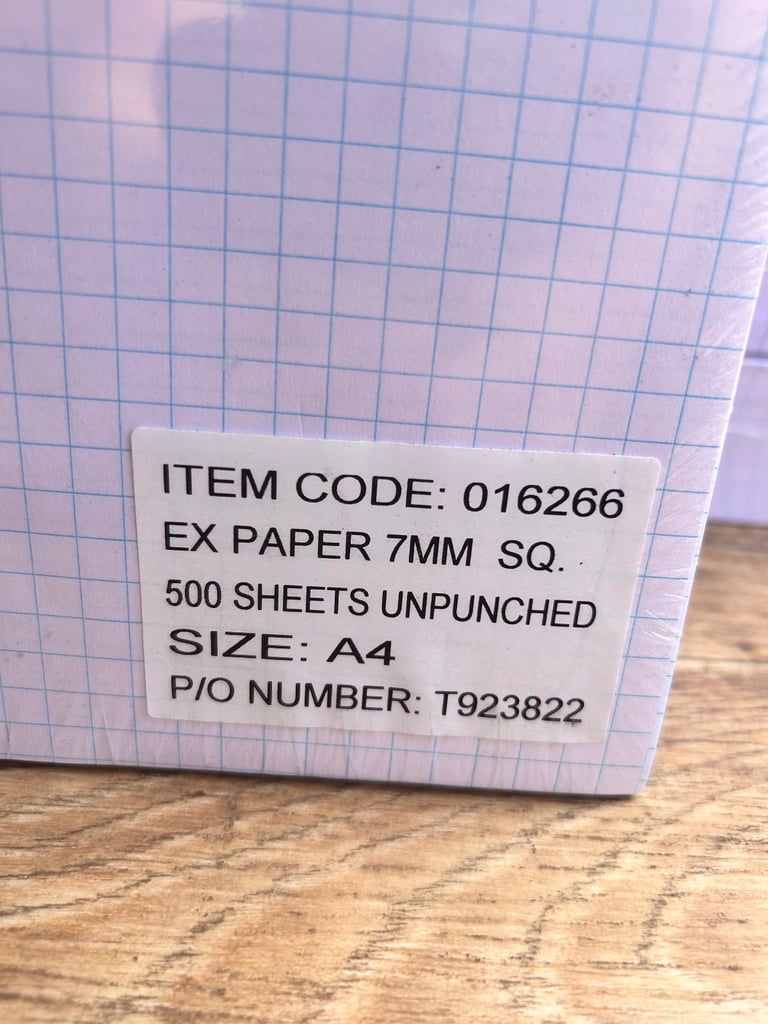 ITEM CODE: 016266
EX PAPER 7MM SQ.
500 SHEETS UNPUNCHED
SIZE: A4
P/O NUMBER: T923822